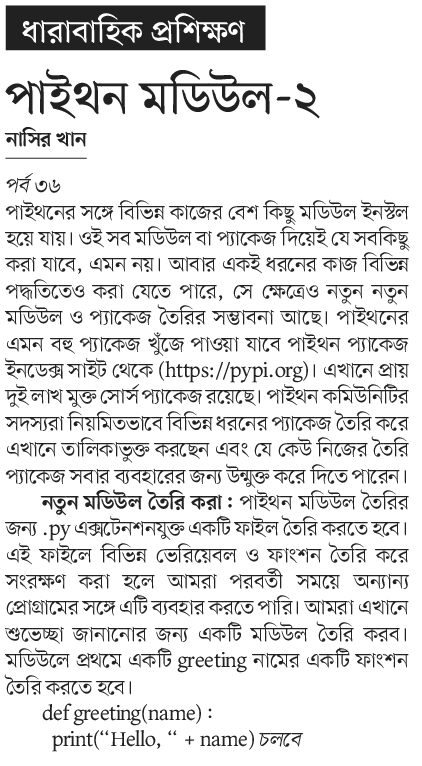 ধারাবাহিক প্রশিক্ষণ
পাইথন মডিউল-২
নাসির খান
পর্ব ৩৬
পাইথনের সঙ্গে বিভিন্ন কাজের বেশ কিছু মডিউল ইনস্টল
হয়ে যায়। ওই সব মডিউল বা প্যাকেজ দিয়েই যে সবকিছু
করা যাবে, এমন নয়। আবার একই ধরনের কাজ বিভিন্ন
পদ্ধতিতেও করা যেতে পারে, সে ক্ষেত্রেও নতুন নতুন
মডিউল ও প্যাকেজ তৈরির সম্ভাবনা আছে। পাইথনের
এমন বহু প্যাকেজ খুঁজে পাওয়া যাবে পাইথন প্যাকেজ
ইনডেক্স সাইট থেকে (https://pypi.org)। এখানে প্রায়
দুই লাখ মুক্ত সোর্স প্যাকেজ রয়েছে। পাইথন কমিউনিটির
সদস্যরা নিয়মিতভাবে বিভিন্ন ধরনের প্যাকেজ তৈরি করে
এখানে তালিকাভুক্ত করছেন এবং যে কেউ নিজের তৈরি
প্যাকেজ সবার ব্যবহারের জন্য উন্মুক্ত করে দিতে পারেন।
নতুন মডিউল তৈরি করা : পাইথন মডিউল তৈরির
জন্য .py এক্সটেনশনযুক্ত একটি ফাইল তৈরি করতে হবে।
এই ফাইলে বিভিন্ন ভেরিয়েবল ও ফাংশন তৈরি করে
সংরক্ষণ করা হলে আমরা পরবর্তী সময়ে অন্যান্য
প্রোগ্রামের সঙ্গে এটি ব্যবহার করতে পারি। আমরা এখানে
শুভেচ্ছা জানানোর জন্য একটি মডিউল তৈরি করব।
মডিউলে প্রথমে একটি greeting নামের একটি ফাংশন
তৈরি করতে হবে।
def greeting(name) :
print(“Hello, “ + name) চলবে